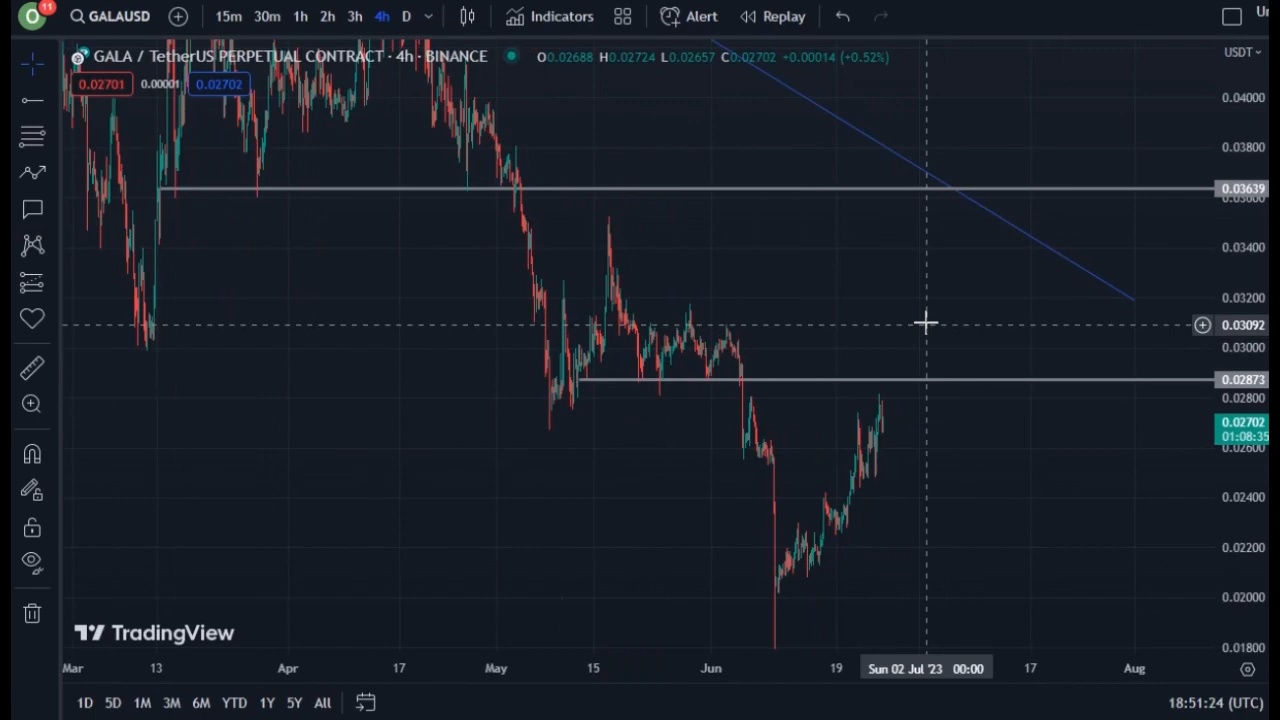 11
GALAUSD
15m 30m 1h 2h 3h 4h D
Indicators
Alert
Replay
Un
GALA / TetherUS PERPETUAL CONTRACT · 4h · BINANCE
O0.02688 H0.02724 L0.02657 C0.02702 +0.00014 (+0.52%)
USDT
0.02701 0.00001 0.02702
0.04000
0.03800
0.03639
0.03600
0.03400
0.03200
0.03092
0.03000
0.02873
0.02800
0.02702
01:08:35
0.02600
0.02400
0.02200
0.02000
0.01800
TradingView
Mar 13 Apr 17 May 15 Jun 19 Sun 02 Jul '23 00:00 17 Aug
1D 5D 1M 3M 6M YTD 1Y 5Y All
18:51:24 (UTC)